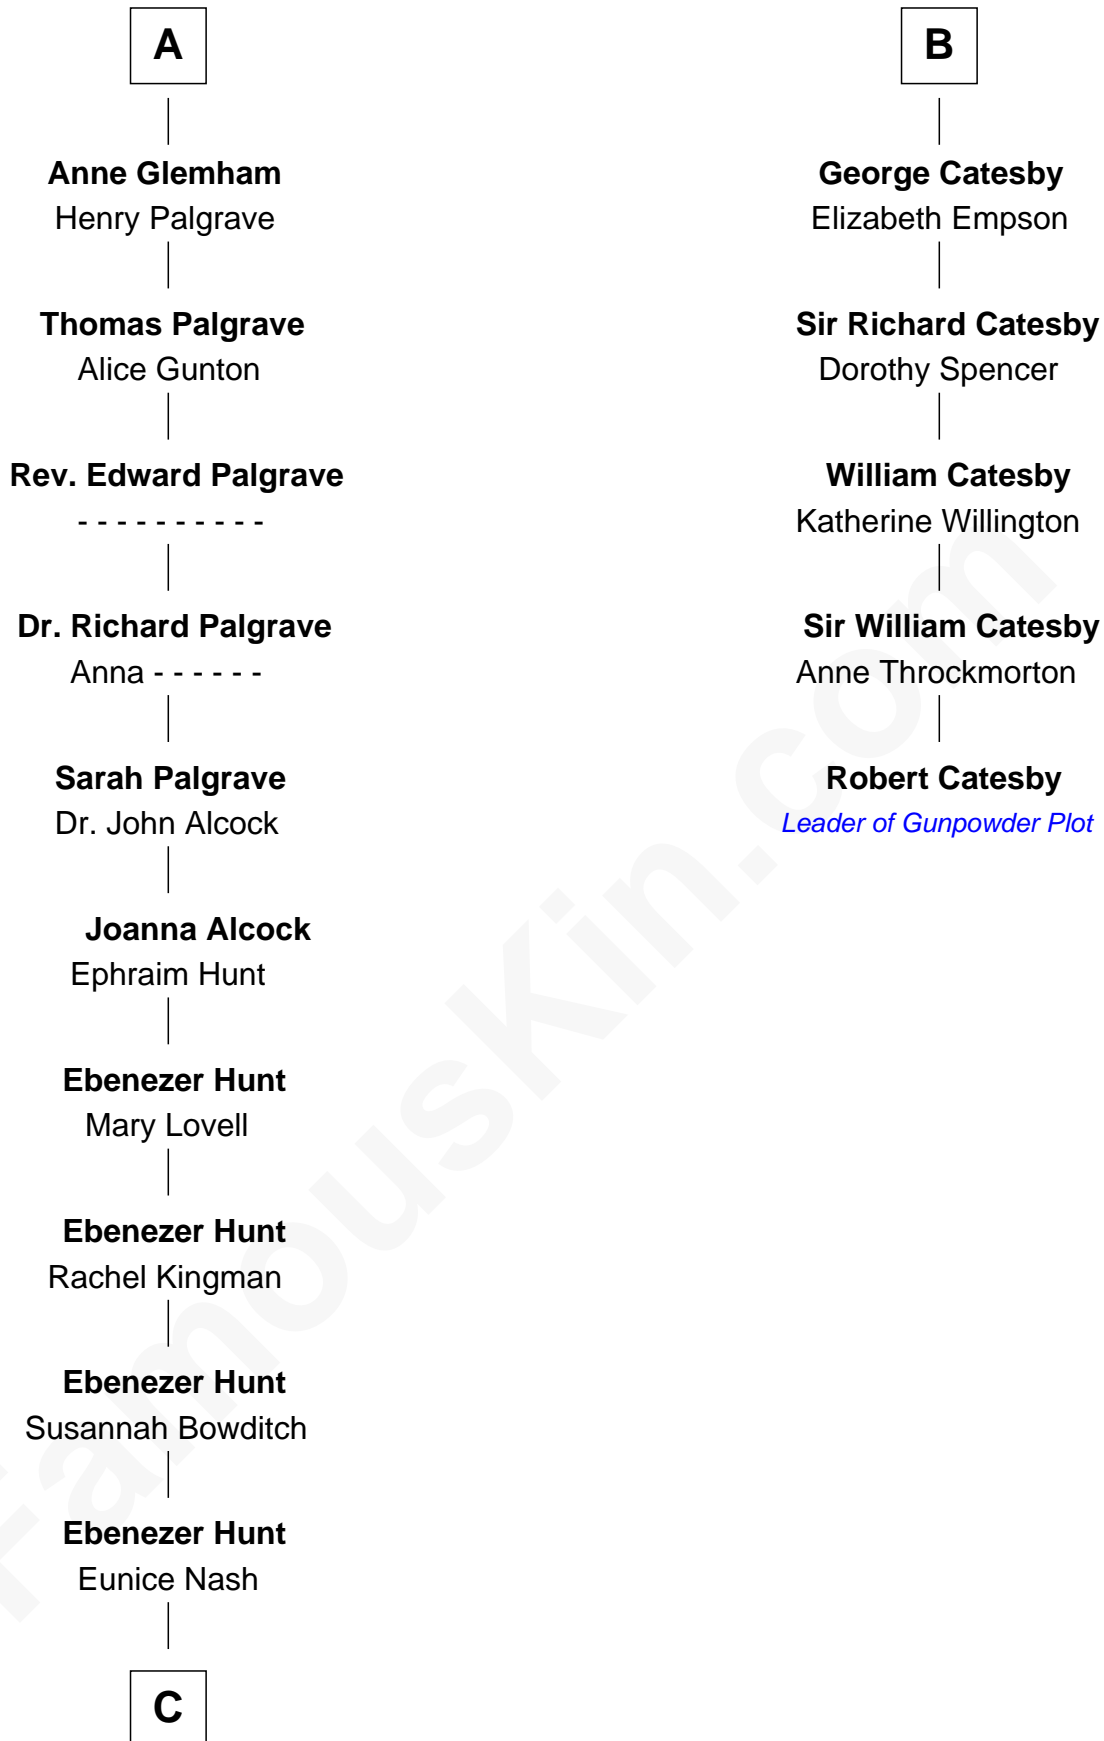 A
Anne Glemham
Henry Palgrave
Thomas Palgrave
Alice Gunton
Rev. Edward Palgrave
- - - - - - - - - -
Dr. Richard Palgrave
Anna - - - - - -
Sarah Palgrave
Dr. John Alcock
Joanna Alcock
Ephraim Hunt
Ebenezer Hunt
Mary Lovell
Ebenezer Hunt
Rachel Kingman
Ebenezer Hunt
Susannah Bowditch
Ebenezer Hunt
Eunice Nash
C
B
George Catesby
Elizabeth Empson
Sir Richard Catesby
Dorothy Spencer
William Catesby
Katherine Willington
Sir William Catesby
Anne Throckmorton
Robert Catesby
Leader of Gunpowder Plot
FamousKin.com